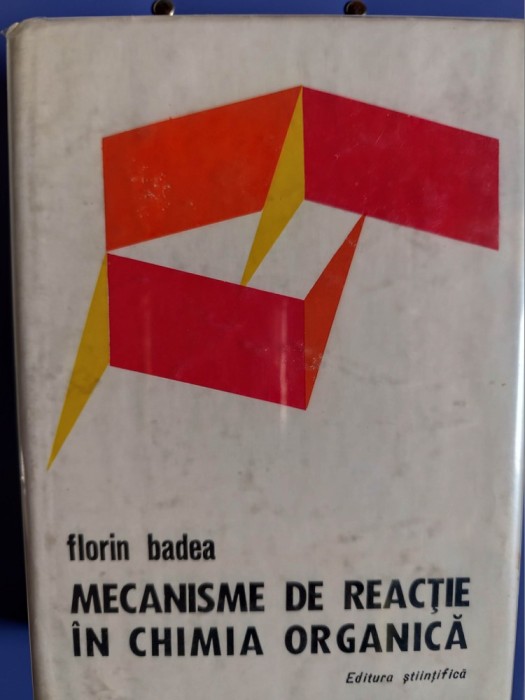 florin badea
MECANISME DE REACȚIE
ÎN CHIMIA ORGANICĂ
Editura științifică